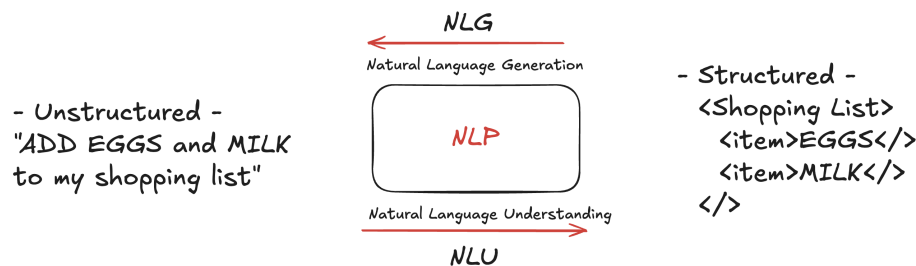 NLG
Natural Language Generation
- Unstructured -
"ADD EGGS and MILK
to my shopping list"
NLP
- Structured -
<Shopping List>
<item>EGGS</>
<item>MILK</>
</>
Natural Language Understanding
NLU